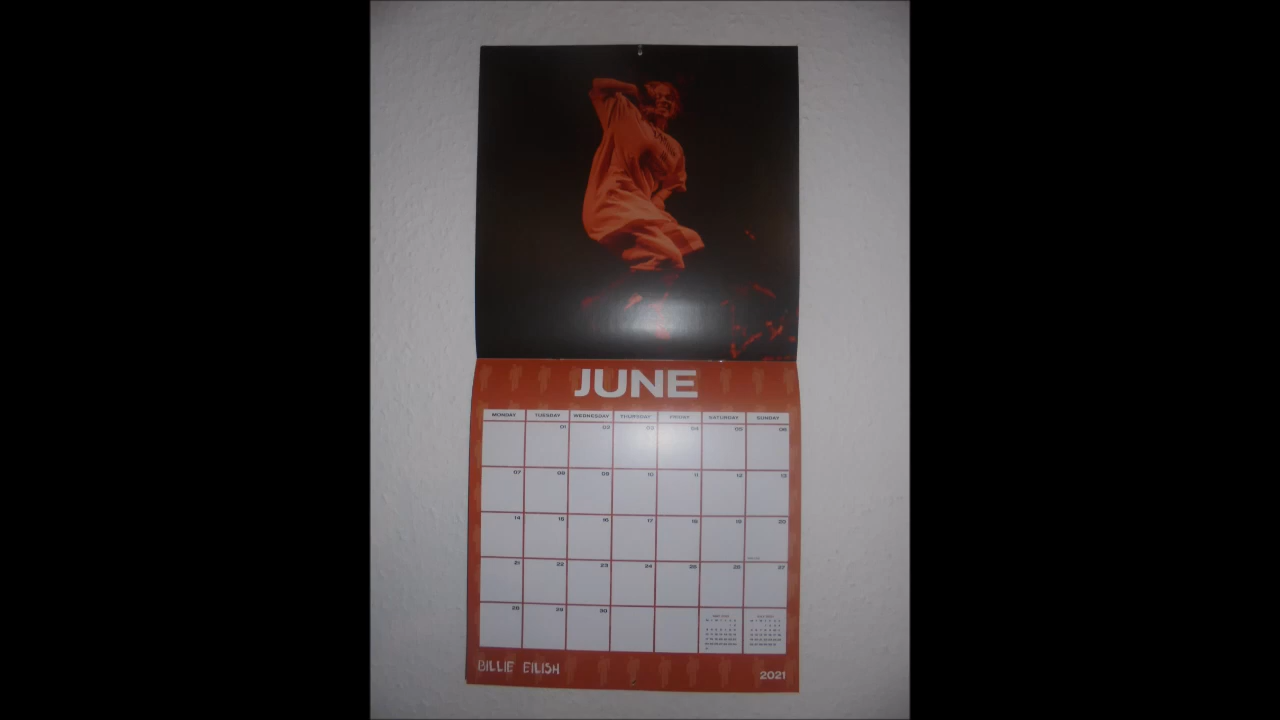 JUNE
MONDAY TUESDAY WEDNESDAY THURSDAY FRIDAY SATURDAY SUNDAY
01 02 03 04 05 06
07 08 09 10 11 12 13
14 15 16 17 18 19 20
21 22 23 24 25 26 27
28 29 30
BILLIE EILISH
2021